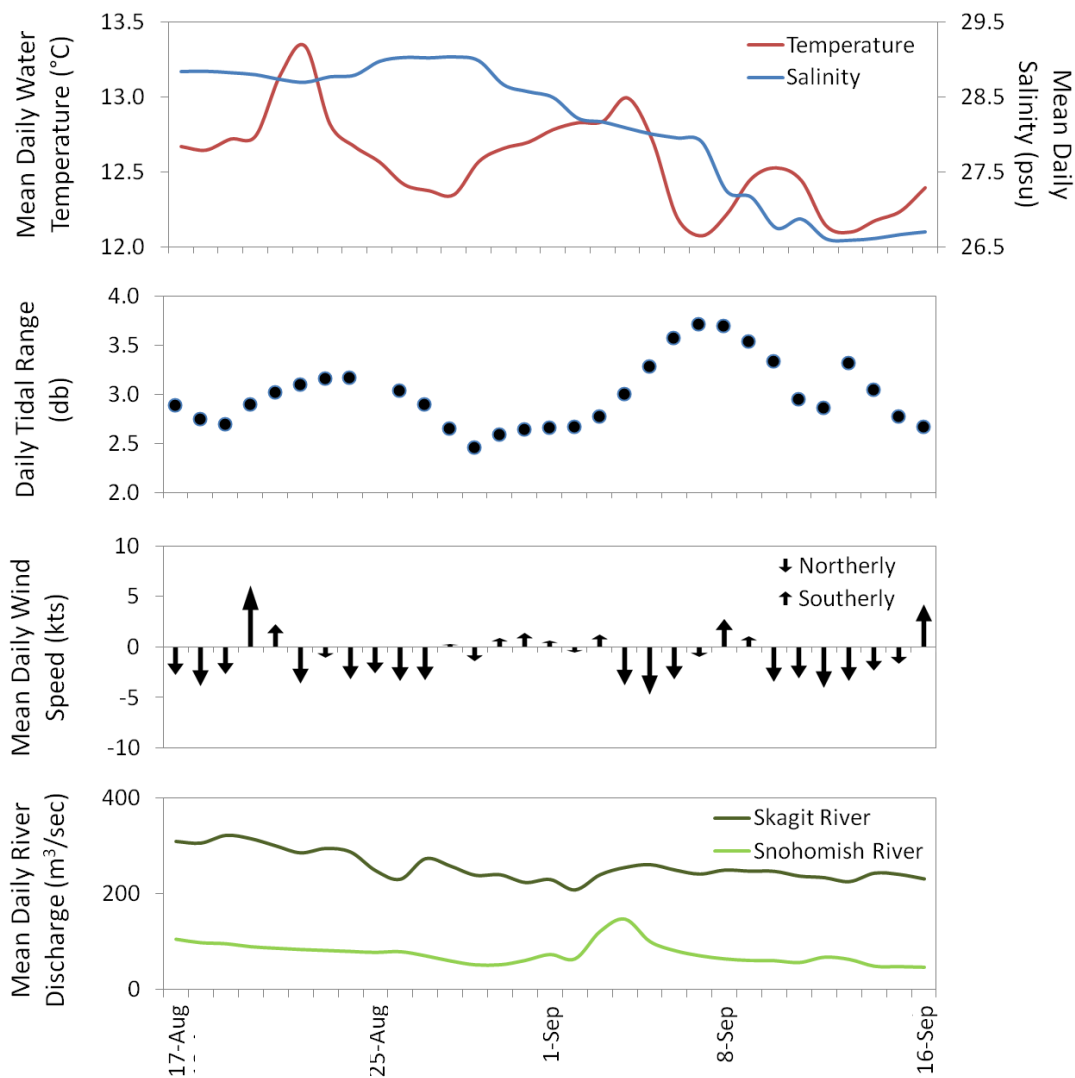 Mean Daily Water
Temperature (°C)
13.5
13.0
12.5
12.0
Temperature
Salinity
29.5
28.5
27.5
26.5
Mean Daily
Salinity (psu)
Daily Tidal Range
(db)
4.0
3.5
3.0
2.5
2.0
Mean Daily Wind
Speed (kts)
10
5
0
-5
-10
Northerly
Southerly
Mean Daily River
Discharge (m³/sec)
400
200
0
Skagit River
Snohomish River
17-Aug
25-Aug
1-Sep
8-Sep
16-Sep